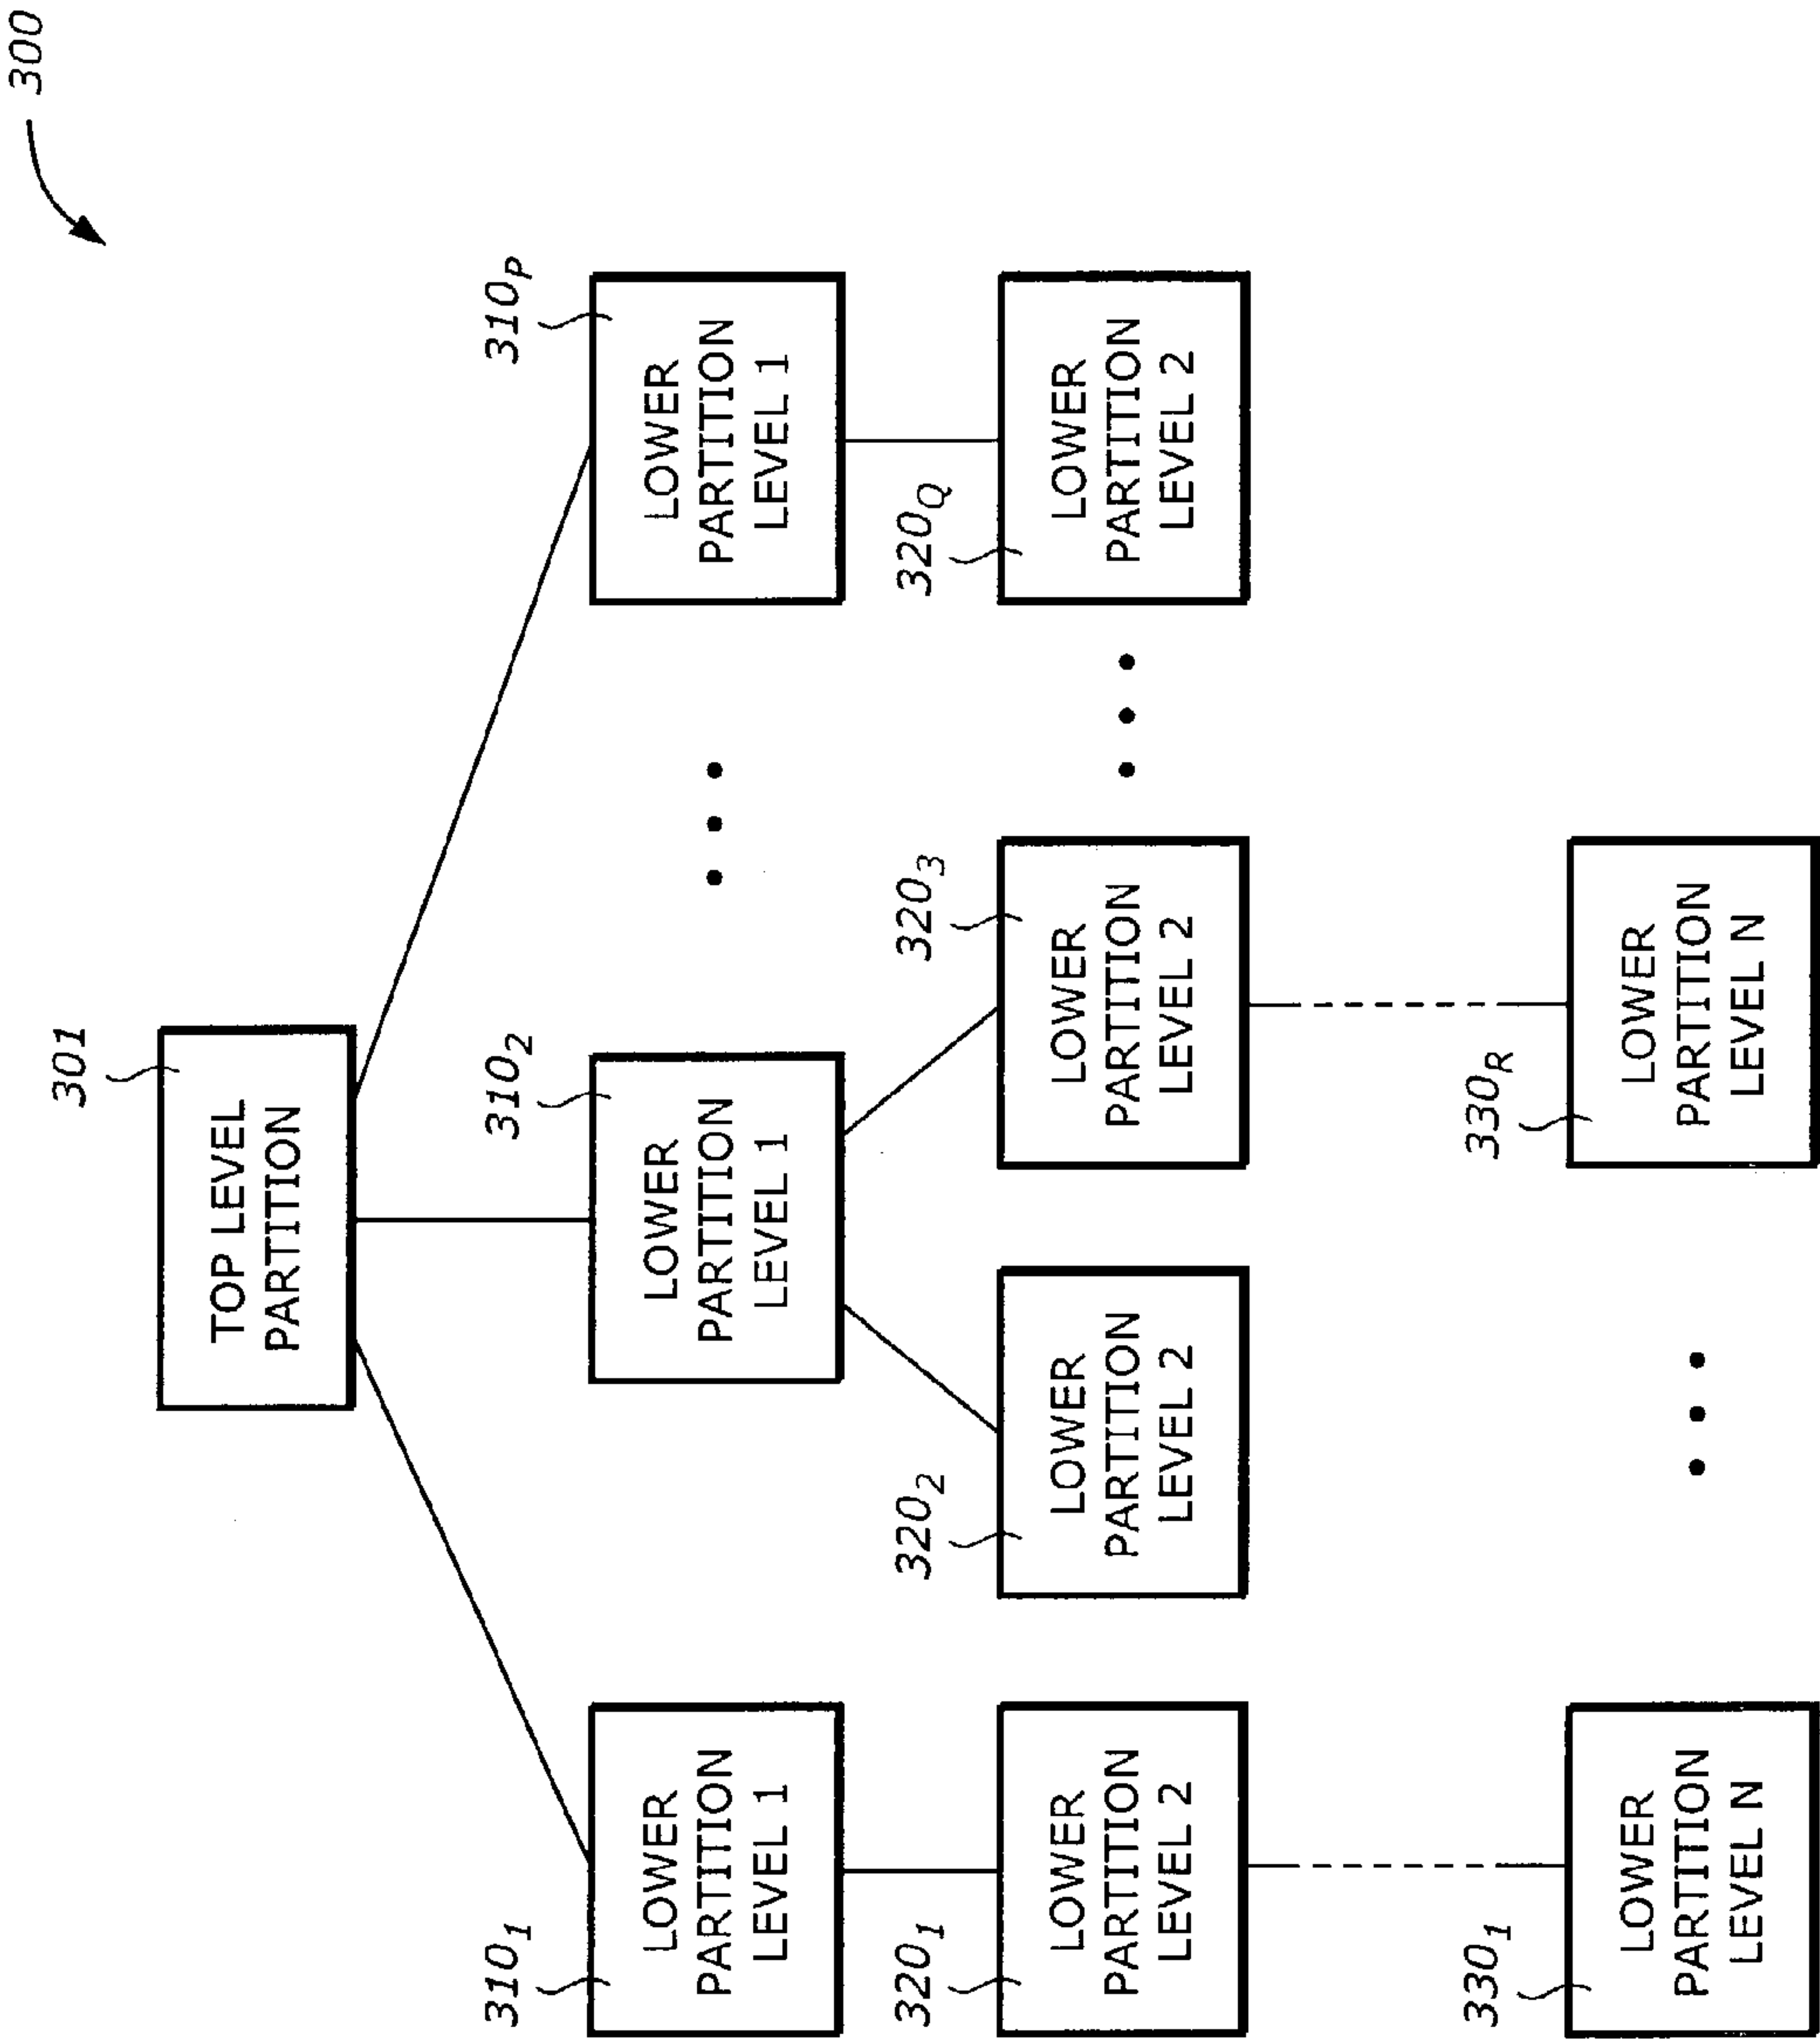 300
301
TOP LEVEL
PARTITION
310₁
LOWER
PARTITION
LEVEL 1
310₂
LOWER
PARTITION
LEVEL 1
310P
LOWER
PARTITION
LEVEL 1
320₁
LOWER
PARTITION
LEVEL 2
320₂
LOWER
PARTITION
LEVEL 2
320₃
LOWER
PARTITION
LEVEL 2
320Q
LOWER
PARTITION
LEVEL 2
330₁
LOWER
PARTITION
LEVEL N
330R
LOWER
PARTITION
LEVEL N